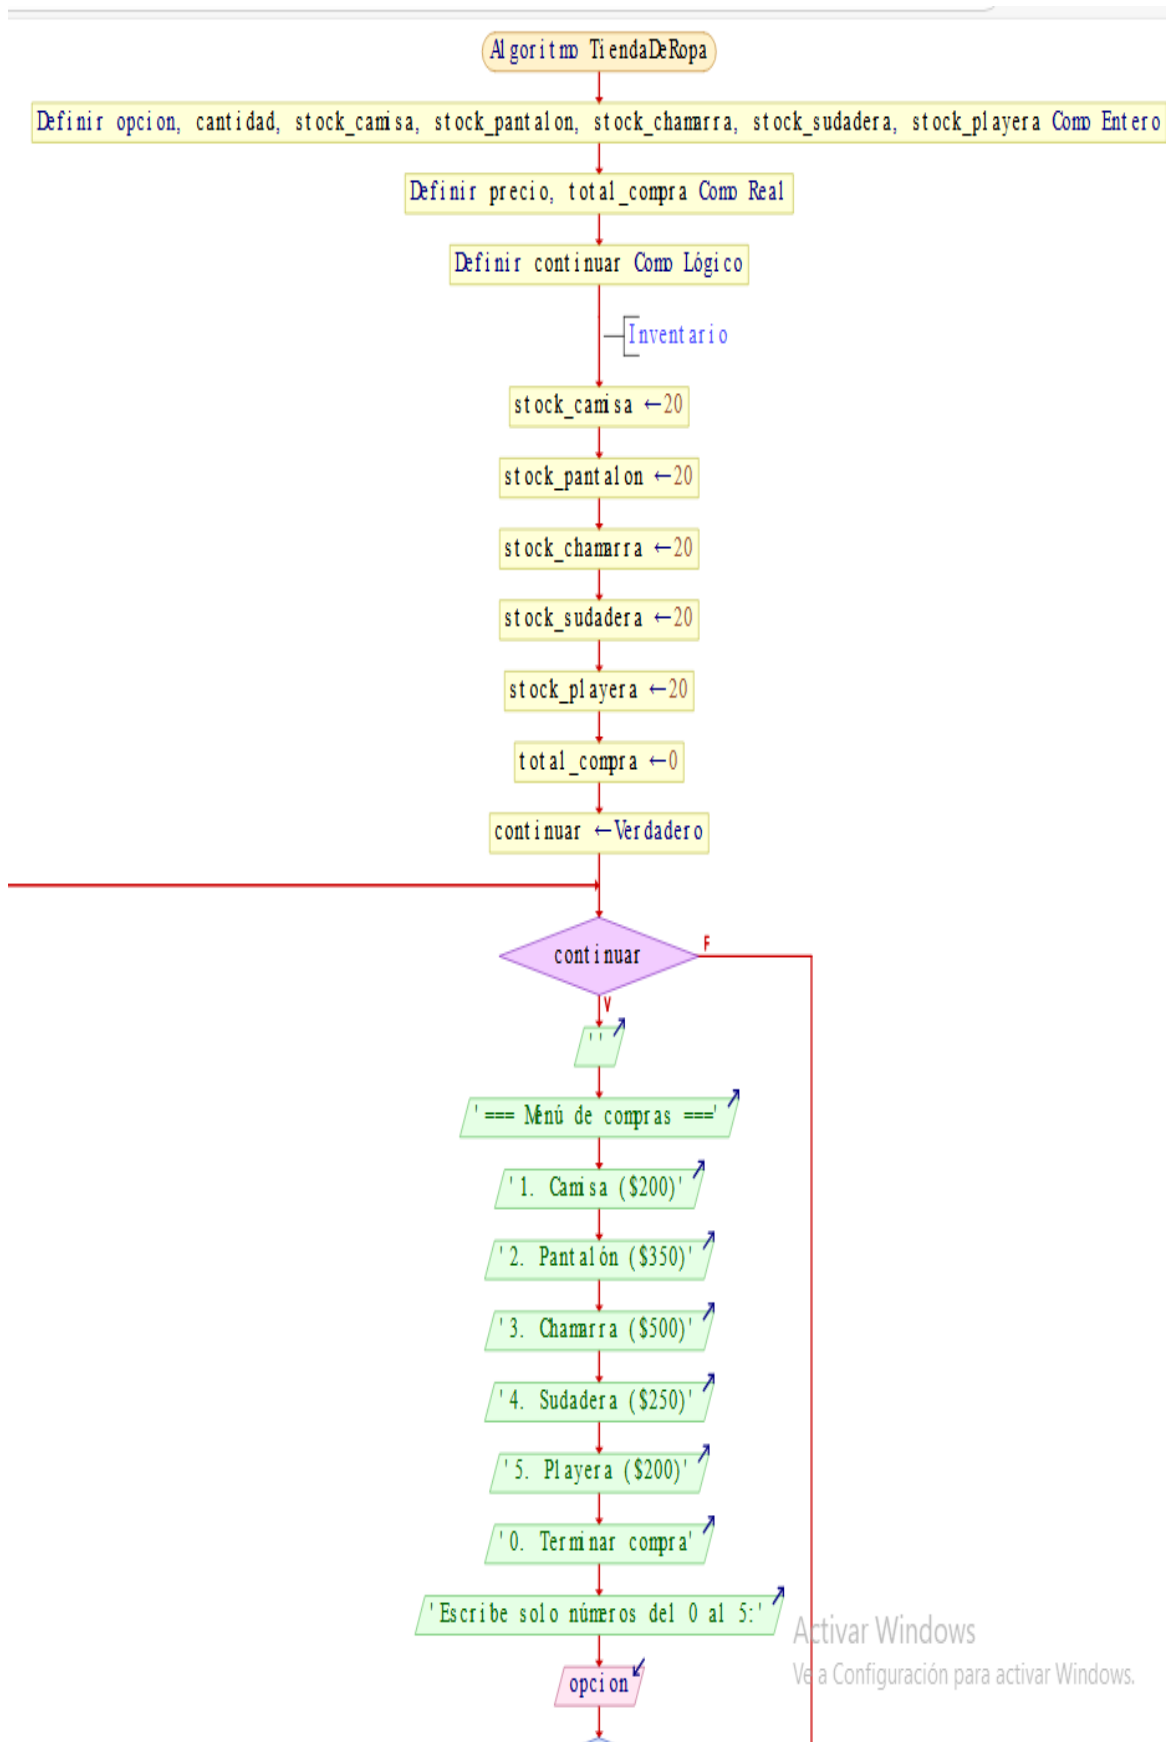 Algoritmo TiendaDeRopa
Definir opcion, cantidad, stock_camisa, stock_pantalon, stock_chamarra, stock_sudadera, stock_playera Como Entero
Definir precio, total_compra Como Real
Definir continuar Como Lógico
Inventario
stock_camisa ←20
stock_pantalon ←20
stock_chamarra ←20
stock_sudadera ←20
stock_playera ←20
total_compra ←0
continuar ←Verdadero
continuar
F
V
''
'=== Menú de compras ==='
'1. Camisa ($200)'
'2. Pantalón ($350)'
'3. Chamarra ($500)'
'4. Sudadera ($250)'
'5. Playera ($200)'
'0. Terminar compra'
'Escribe solo números del 0 al 5:'
Activar Windows
Ve a Configuración para activar Windows.
opcion